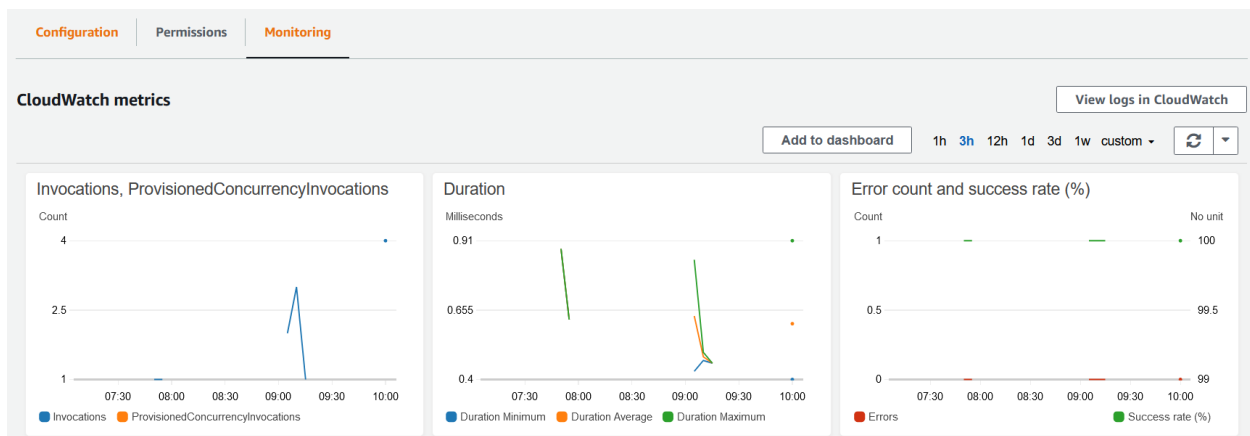 Configuration Permissions Monitoring
CloudWatch metrics
View logs in CloudWatch
Add to dashboard 1h 3h 12h 1d 3d 1w custom
Invocations, ProvisionedConcurrencyInvocations
Count
4
2.5
1
07:30 08:00 08:30 09:00 09:30 10:00
Invocations ProvisionedConcurrencyInvocations
Duration
Milliseconds
0.91
0.655
0.4
07:30 08:00 08:30 09:00 09:30 10:00
Duration Minimum Duration Average Duration Maximum
Error count and success rate (%)
Count No unit
1 100
0.5 99.5
0 99
07:30 08:00 08:30 09:00 09:30 10:00
Errors Success rate (%)